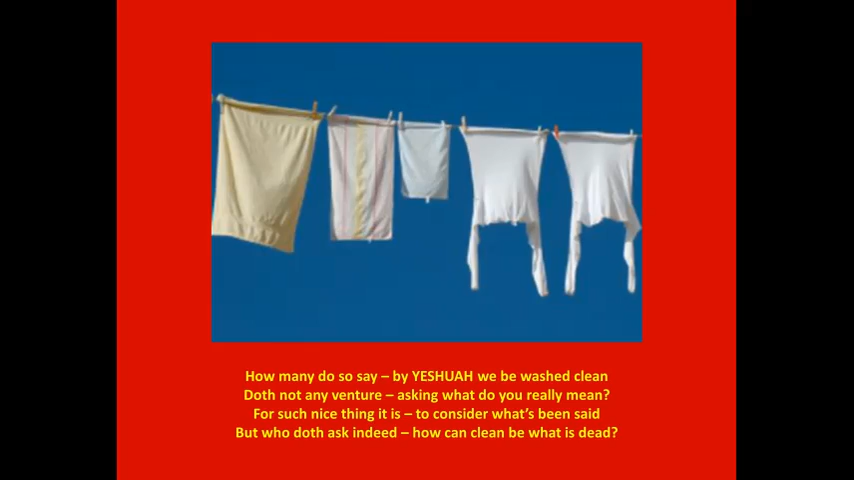 How many do so say – by YESHUAH we be washed clean
Doth not any venture – asking what do you really mean?
For such nice thing it is – to consider what’s been said
But who doth ask indeed – how can clean be what is dead?